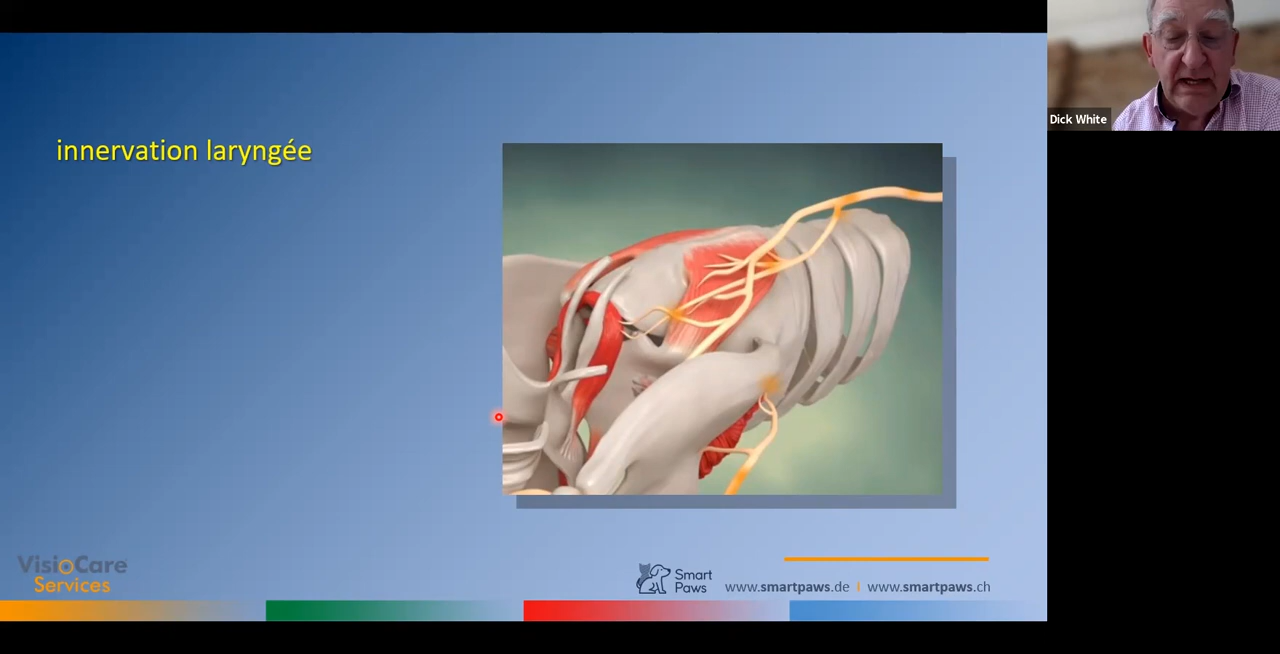 innervation laryngée
Dick White
VisioCare
Services
Smart
Paws
www.smartpaws.de | www.smartpaws.ch